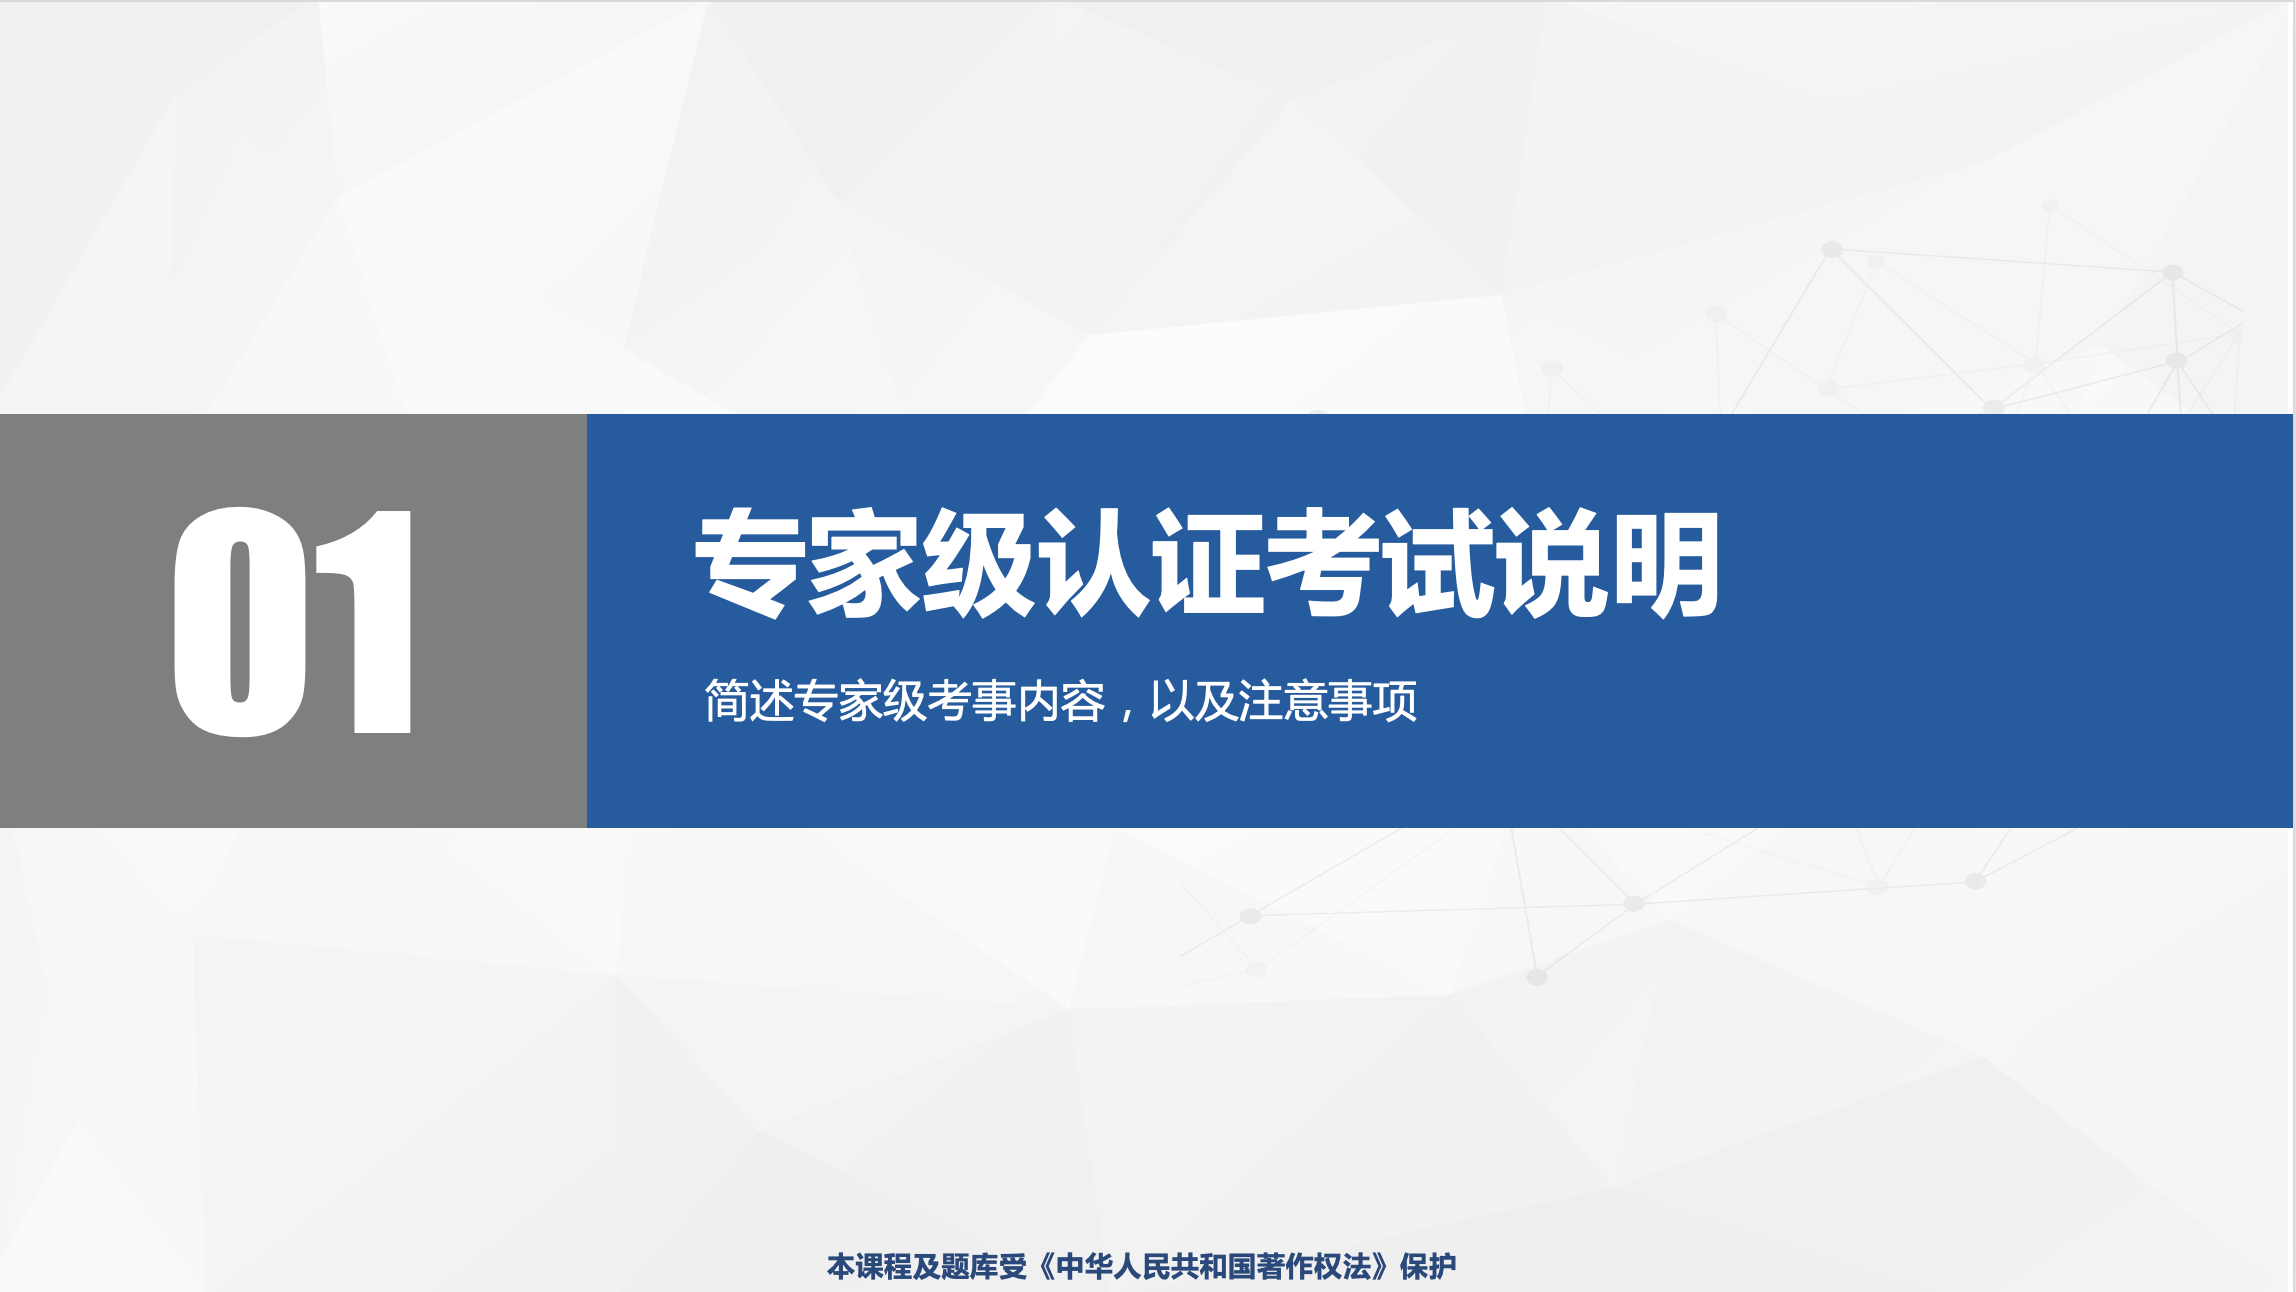 01
专家级认证考试说明
简述专家级考事内容，以及注意事项
本课程及题库受《中华人民共和国著作权法》保护